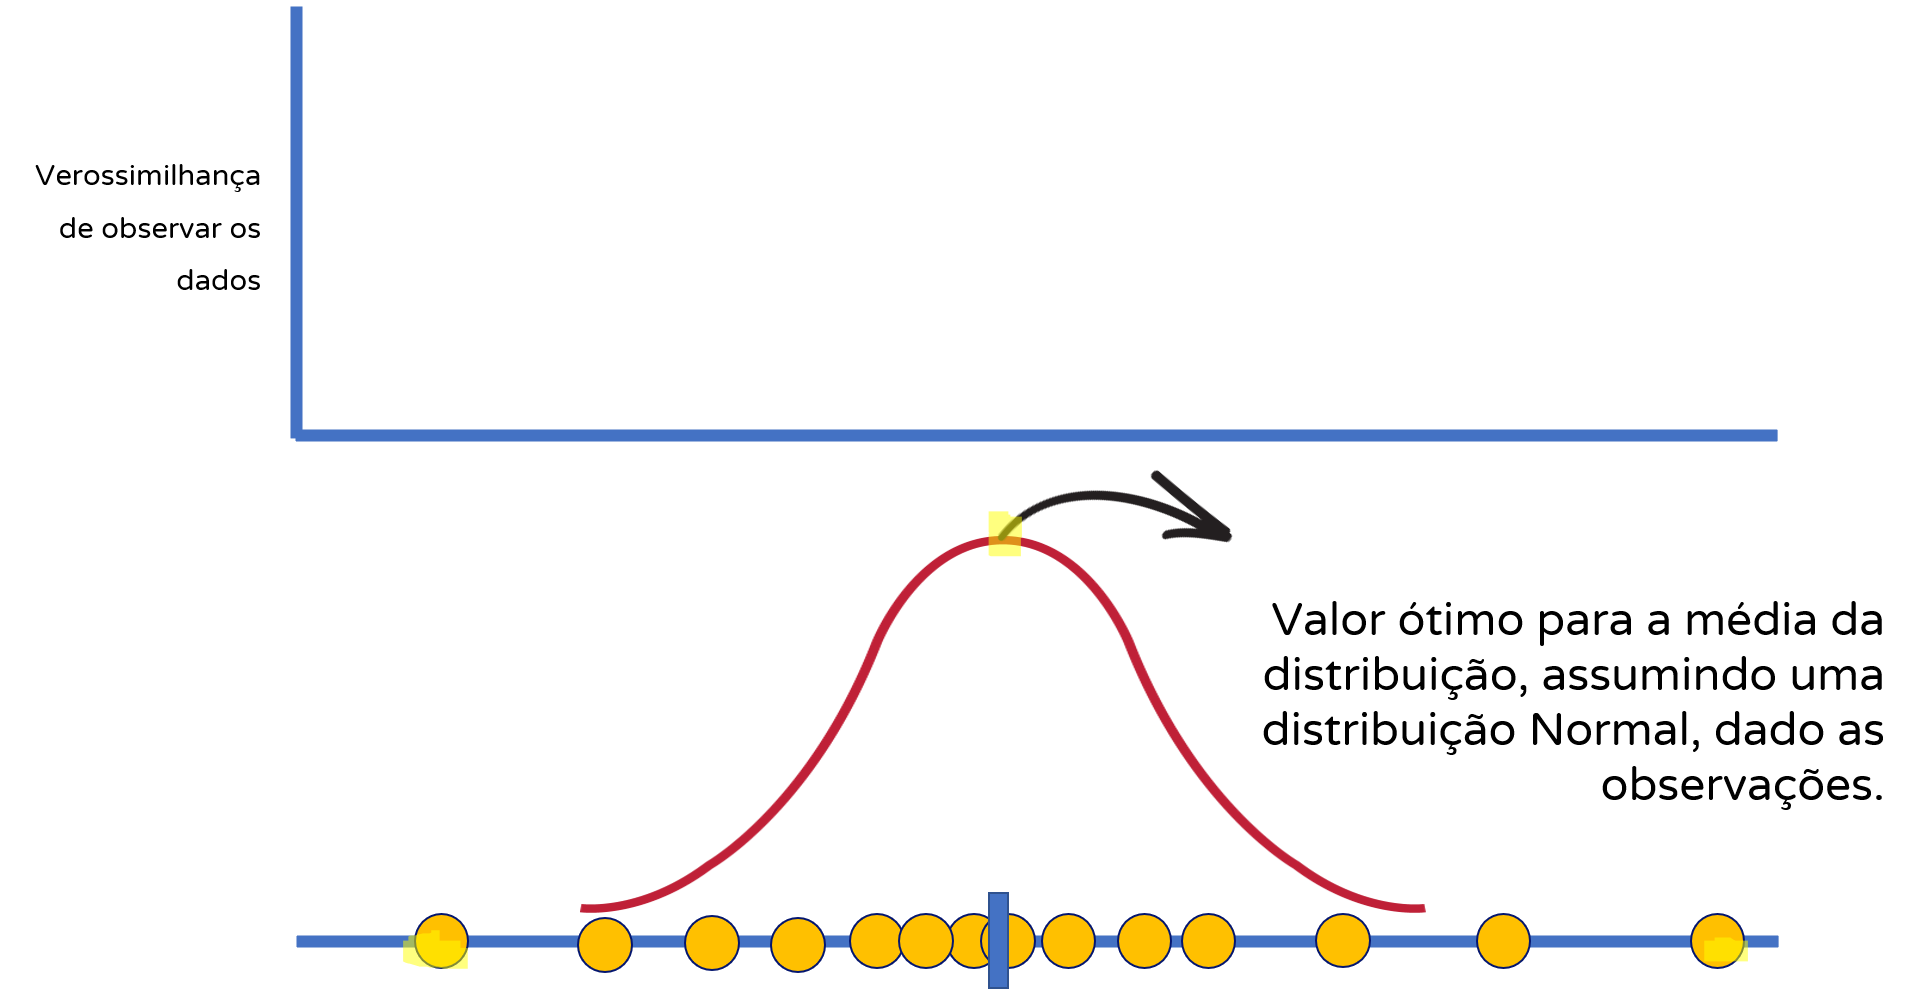 Verossimilhança
de observar os
dados
Valor ótimo para a média da
distribuição, assumindo uma
distribuição Normal, dado as
observações.